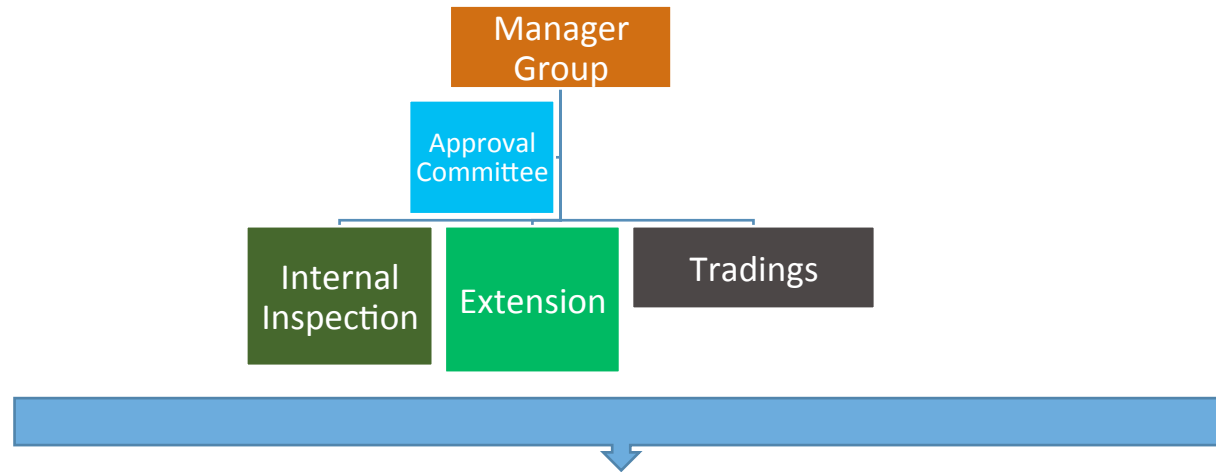 Manager
Group
Approval
Committee
Internal
Inspection
Extension
Tradings